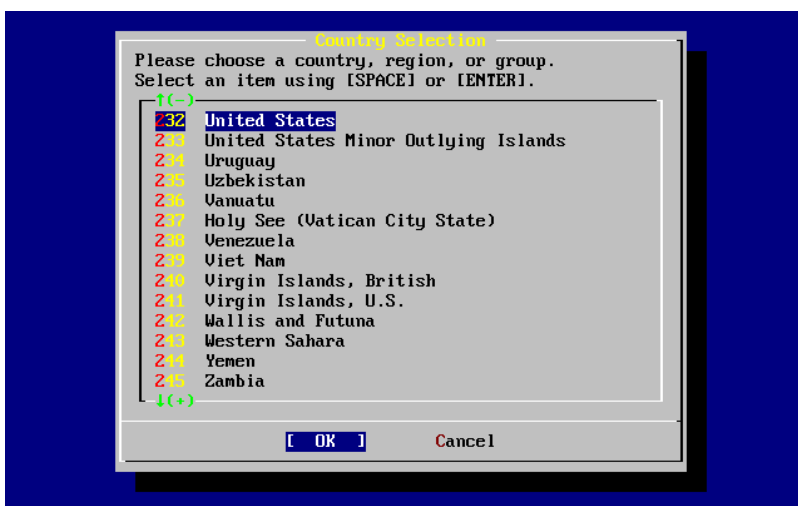 Country Selection
Please choose a country, region, or group.
Select an item using [SPACE] or [ENTER].
↑(-)
232 United States
233 United States Minor Outlying Islands
234 Uruguay
235 Uzbekistan
236 Vanuatu
237 Holy See (Vatican City State)
238 Venezuela
239 Viet Nam
240 Virgin Islands, British
241 Virgin Islands, U.S.
242 Wallis and Futuna
243 Western Sahara
244 Yemen
245 Zambia
↓(+)
[ OK ] Cancel